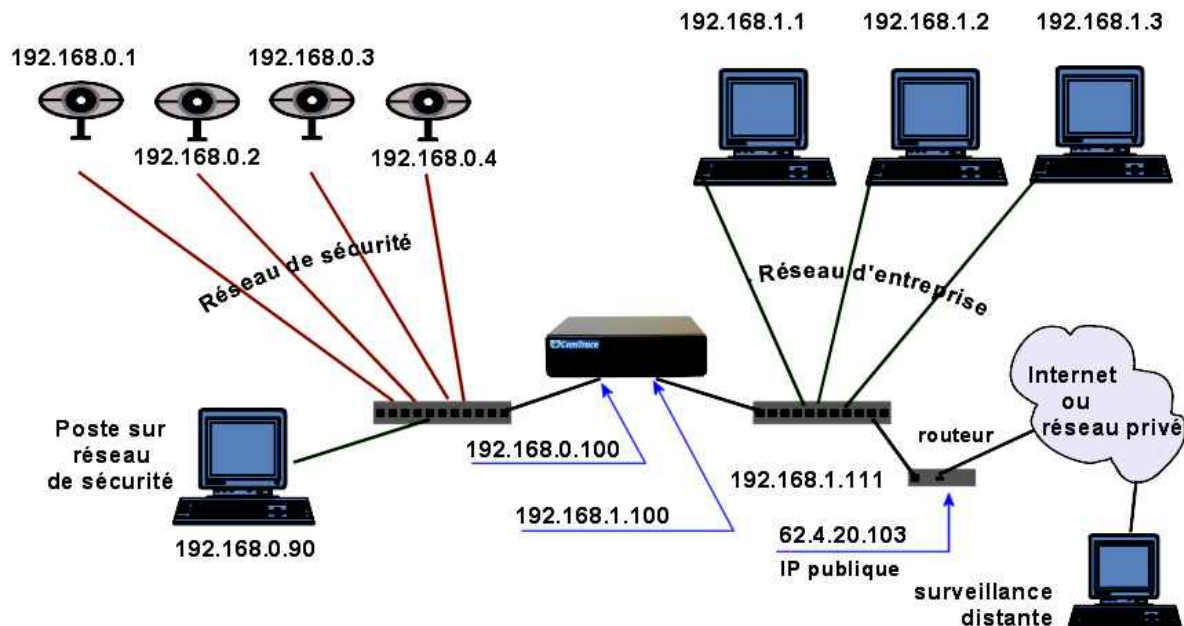 192.168.1.1
192.168.1.2
192.168.1.3
192.168.0.1
192.168.0.3
192.168.0.2
192.168.0.4
Réseau de sécurité
Réseau d'entreprise
CamTrace
Internet
ou
réseau privé
routeur
Poste sur
réseau
de sécurité
192.168.0.100
192.168.1.111
192.168.1.100
192.168.0.90
62.4.20.103
IP publique
surveillance
distante